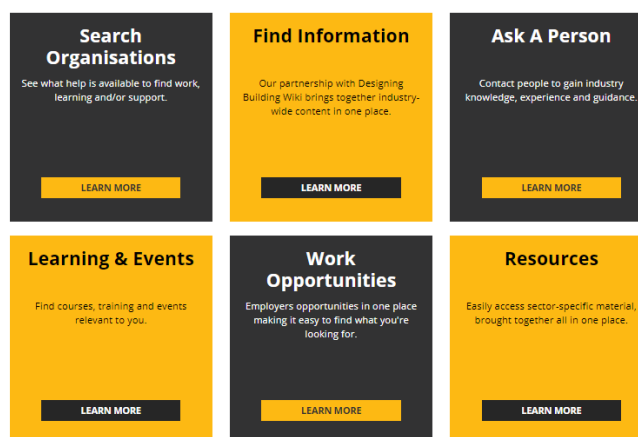 Search
Organisations
See what help is available to find work,
learning and/or support.
LEARN MORE
Find Information
Our partnership with Designing
Building Wiki brings together industry-
wide content in one place.
LEARN MORE
Ask A Person
Contact people to gain industry
knowledge, experience and guidance.
LEARN MORE
Learning & Events
Find courses, training and events
relevant to you.
LEARN MORE
Work
Opportunities
Employers opportunities in one place
making it easy to find what you're
looking for.
LEARN MORE
Resources
Easily access sector-specific material,
brought together all in one place.
LEARN MORE